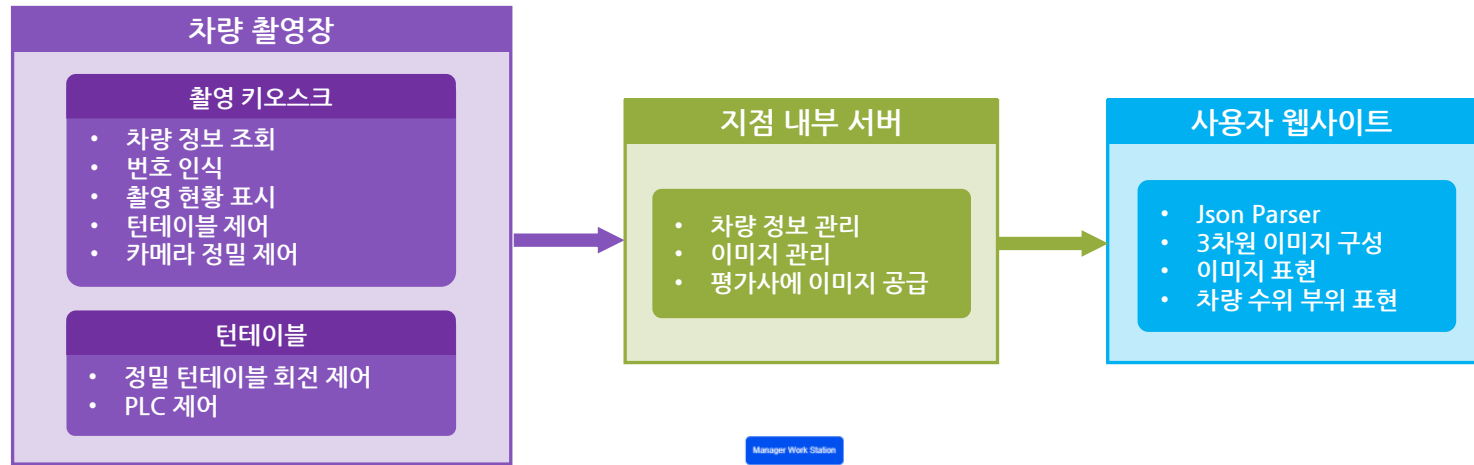 차량 촬영장
촬영 키오스크
• 차량 정보 조회
• 번호 인식
• 촬영 현황 표시
• 턴테이블 제어
• 카메라 정밀 제어
턴테이블
• 정밀 턴테이블 회전 제어
• PLC 제어
지점 내부 서버
• 차량 정보 관리
• 이미지 관리
• 평가사에 이미지 공급
사용자 웹사이트
• Json Parser
• 3차원 이미지 구성
• 이미지 표현
• 차량 수위 부위 표현
Manager Work Station